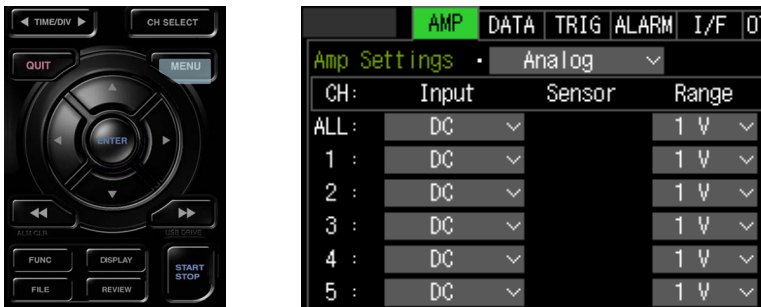 TIME/DIV
CH SELECT
QUIT
MENU
ENTER
ALM CLR
USB DRIVE
FUNC
DISPLAY
START
STOP
FILE
REVIEW
AMP DATA TRIG ALARM I/F
Amp Settings · Analog
CH: Input Sensor Range
ALL: DC 1 V
1 : DC 1 V
2 : DC 1 V
3 : DC 1 V
4 : DC 1 V
5 : DC 1 V